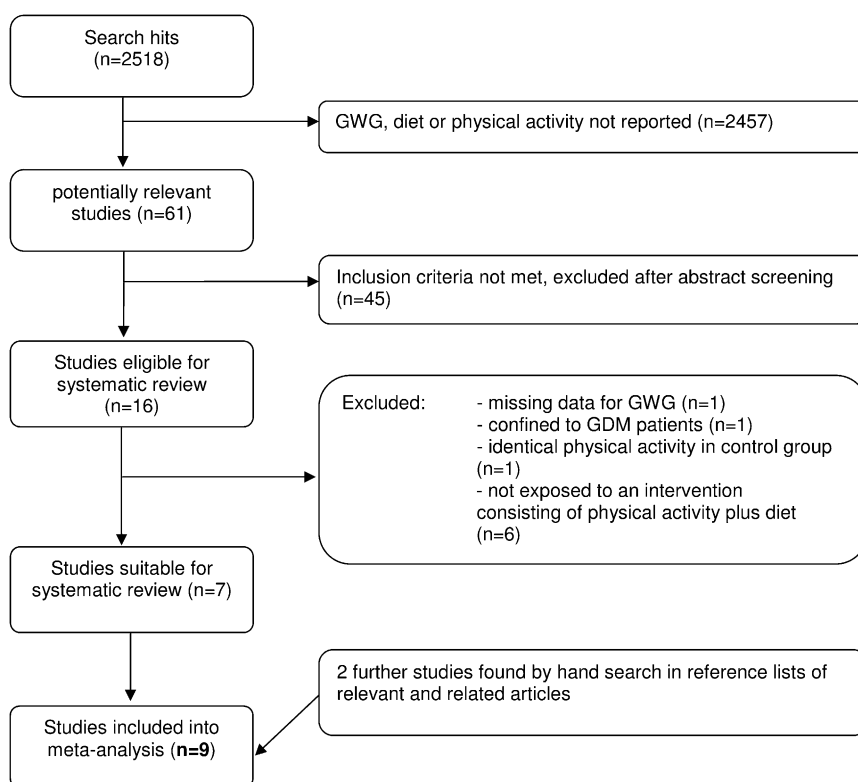 Search hits
(n=2518)
GWG, diet or physical activity not reported (n=2457)
potentially relevant
studies (n=61)
Inclusion criteria not met, excluded after abstract screening
(n=45)
Studies eligible for
systematic review
(n=16)
Excluded: - missing data for GWG (n=1)
- confined to GDM patients (n=1)
- identical physical activity in control group
(n=1)
- not exposed to an intervention
consisting of physical activity plus diet
(n=6)
Studies suitable for
systematic review (n=7)
2 further studies found by hand search in reference lists of
relevant and related articles
Studies included into
meta-analysis (n=9)